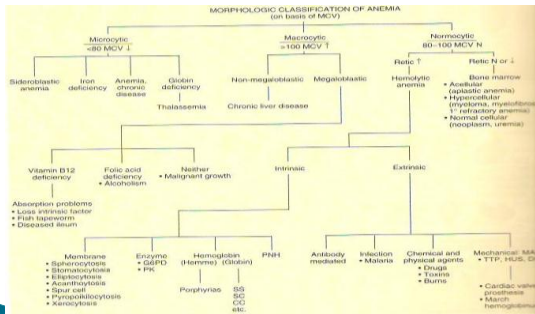 MORPHOLOGIC CLASSIFICATION OF ANEMIA
(on basis of MCV)
Microcytic
<80 MCV ↓
Macrocytic
>100 MCV ↑
Normocytic
80–100 MCV N
Retic ↑
Retic N or ↓
Sideroblastic
anemia
Iron
deficiency
Anemia,
chronic
disease
Globin
deficiency
Thalassemia
Non-megaloblastic
Chronic liver disease
Megaloblastic
Hemolytic
anemia
Bone marrow
• Acellular
(aplastic anemia)
• Hypercellular
(myeloma, myelofibro
1° refractory anemia)
• Normal cellular
(neoplasm, uremia)
Vitamin B12
deficiency
Folic acid
deficiency
• Alcoholism
Neither
• Malignant growth
Intrinsic
Extrinsic
Absorption problems
• Loss intrinsic factor
• Fish tapeworm
• Diseased ileum
Membrane
• Spherocytosis
• Stomatocytosis
• Eliptocytosis
• Acanthoytosis
• Spur cell
• Pyropoikilocytosis
• Xerocytosis
Enzyme
• G6PD
• PK
Hemoglobin
(Hemme) (Globin)
Porphyrias
SS
SC
CC
etc.
PNH
Antibody
mediated
Infection
• Malaria
Chemical and
physical agents
• Drugs
• Toxins
• Burns
Mechanical:
• TTP, HUS,
• Cardiac valve
prosthesis
• March